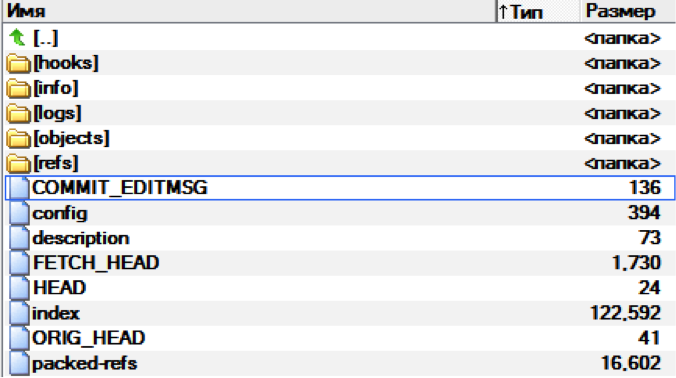 Имя ↑Тип Размер
[..] <папка>
[hooks] <папка>
[info] <папка>
[logs] <папка>
[objects] <папка>
[refs] <папка>
COMMIT_EDITMSG 136
config 394
description 73
FETCH_HEAD 1,730
HEAD 24
index 122,592
ORIG_HEAD 41
packed-refs 16,602